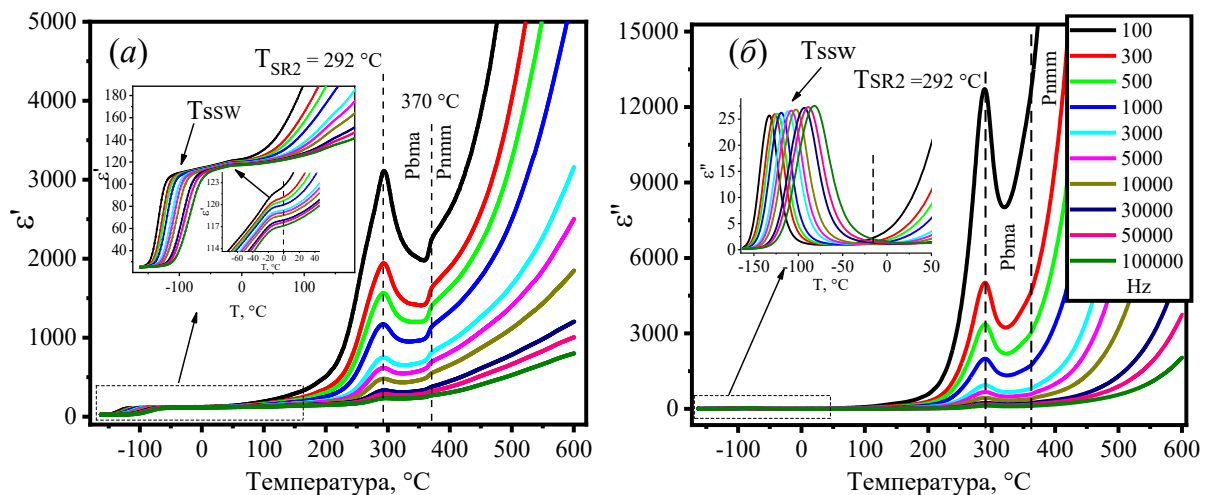 (а)
T_SR2 = 292 °C
370 °C
Pbma
Pnmm
ε'
5000
4000
3000
2000
1000
0
-100 0 100 200 300 400 500 600
Температура, °C
Tssw
ε'
180
160
140
120
100
80
60
40
-100 0 100
T, °C
ε'
123
120
117
114
-60 -40 -20 0 20 40
T, °C
(б)
Tssw
TSR2 =292 °C
Pbma
Pnmm
ε''
15000
12000
9000
6000
3000
0
-100 0 100 200 300 400 500 600
Температура, °C
ε''
25
20
15
10
5
0
-150 -100 -50 0 50
T, °C
100
300
500
1000
3000
5000
10000
30000
50000
100000
Hz